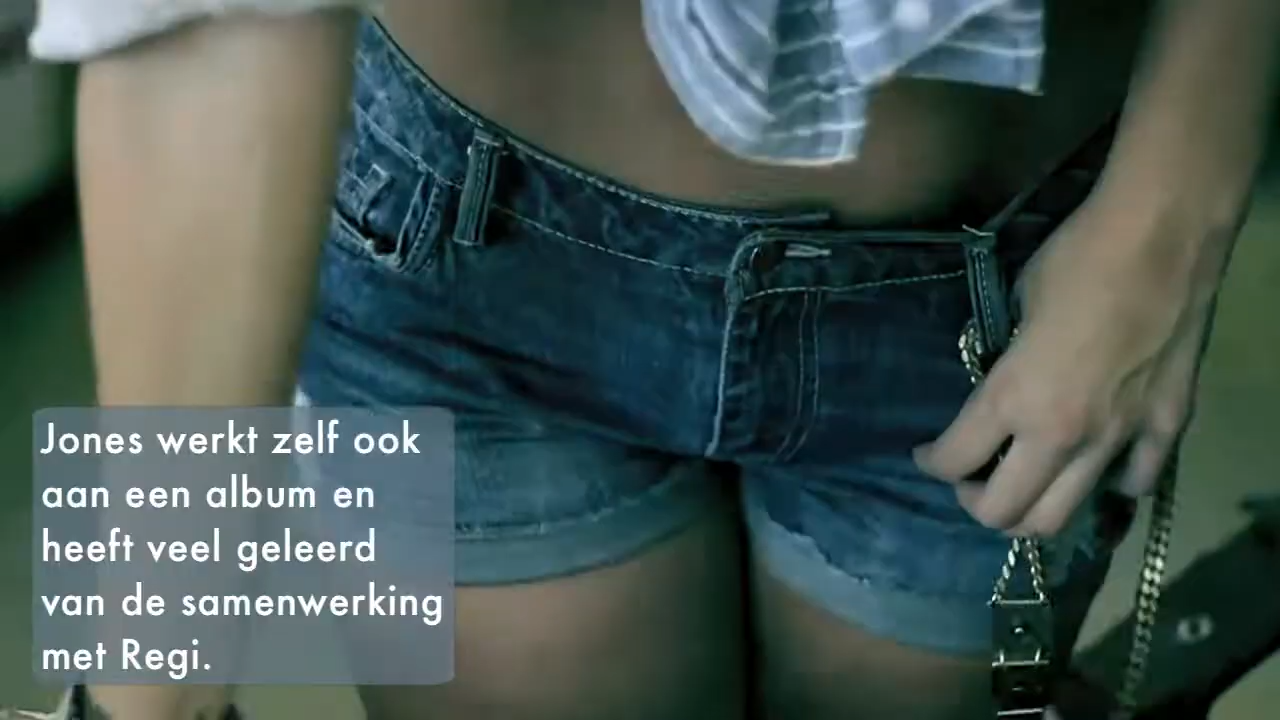 Jones werkt zelf ook
aan een album en
heeft veel geleerd
van de samenwerking
met Regi.